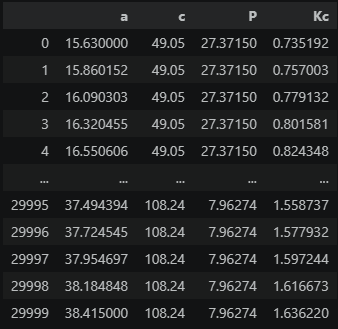 a c P Kc
0 15.630000 49.05 27.37150 0.735192
1 15.860152 49.05 27.37150 0.757003
2 16.090303 49.05 27.37150 0.779132
3 16.320455 49.05 27.37150 0.801581
4 16.550606 49.05 27.37150 0.824348
... ... ... ... ...
29995 37.494394 108.24 7.96274 1.558737
29996 37.724545 108.24 7.96274 1.577932
29997 37.954697 108.24 7.96274 1.597244
29998 38.184848 108.24 7.96274 1.616673
29999 38.415000 108.24 7.96274 1.636220